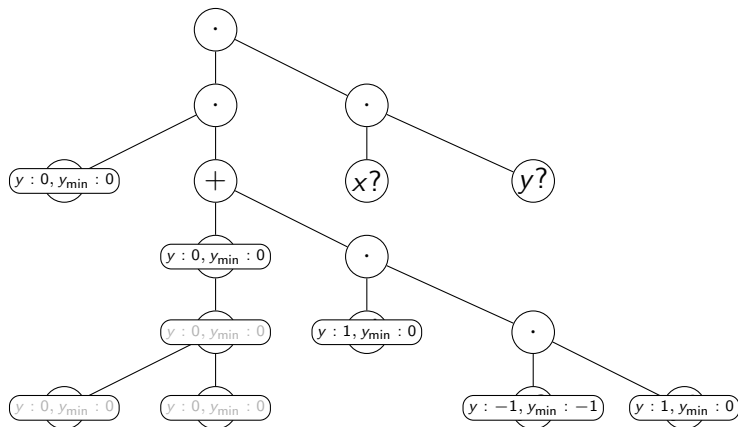 ·
·
·
y : 0, y_min : 0
+
x?
y?
y : 0, y_min : 0
·
y : 0, y_min : 0
y : 1, y_min : 0
·
y : 0, y_min : 0
y : 0, y_min : 0
y : −1, y_min : −1
y : 1, y_min : 0